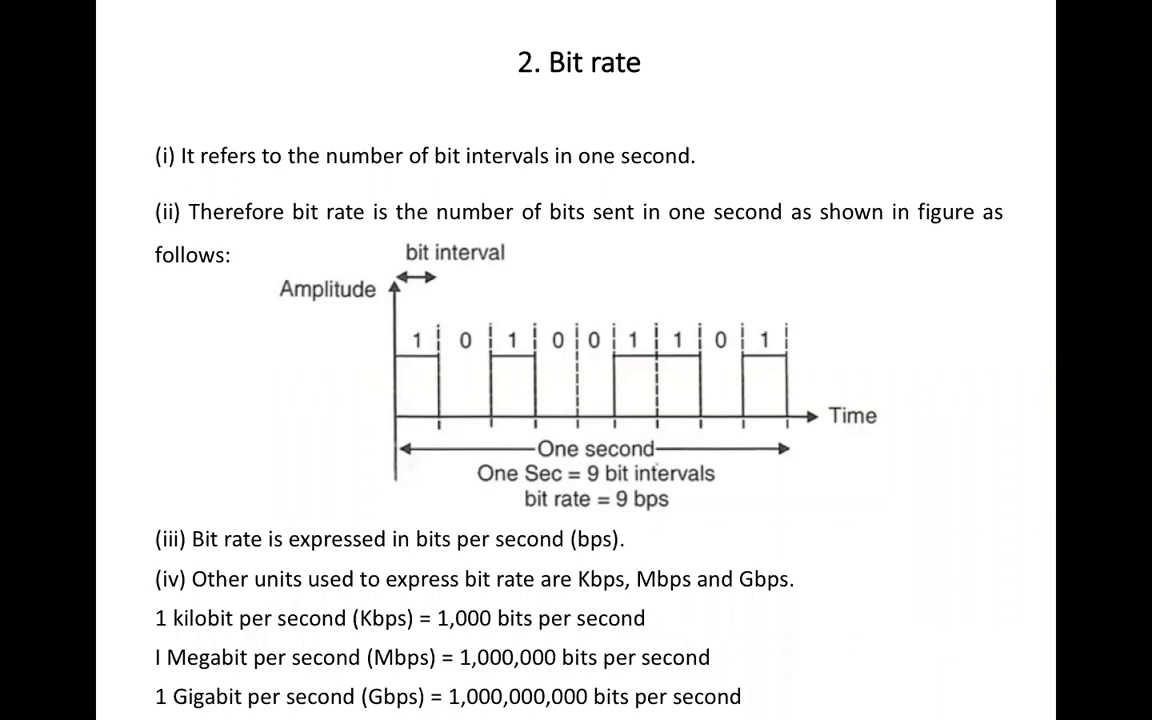 2. Bit rate
(i) It refers to the number of bit intervals in one second.
(ii) Therefore bit rate is the number of bits sent in one second as shown in figure as
follows:
bit interval
Amplitude
1 0 1 0 0 1 1 0 1
Time
One second
One Sec = 9 bit intervals
bit rate = 9 bps
(iii) Bit rate is expressed in bits per second (bps).
(iv) Other units used to express bit rate are Kbps, Mbps and Gbps.
1 kilobit per second (Kbps) = 1,000 bits per second
I Megabit per second (Mbps) = 1,000,000 bits per second
1 Gigabit per second (Gbps) = 1,000,000,000 bits per second